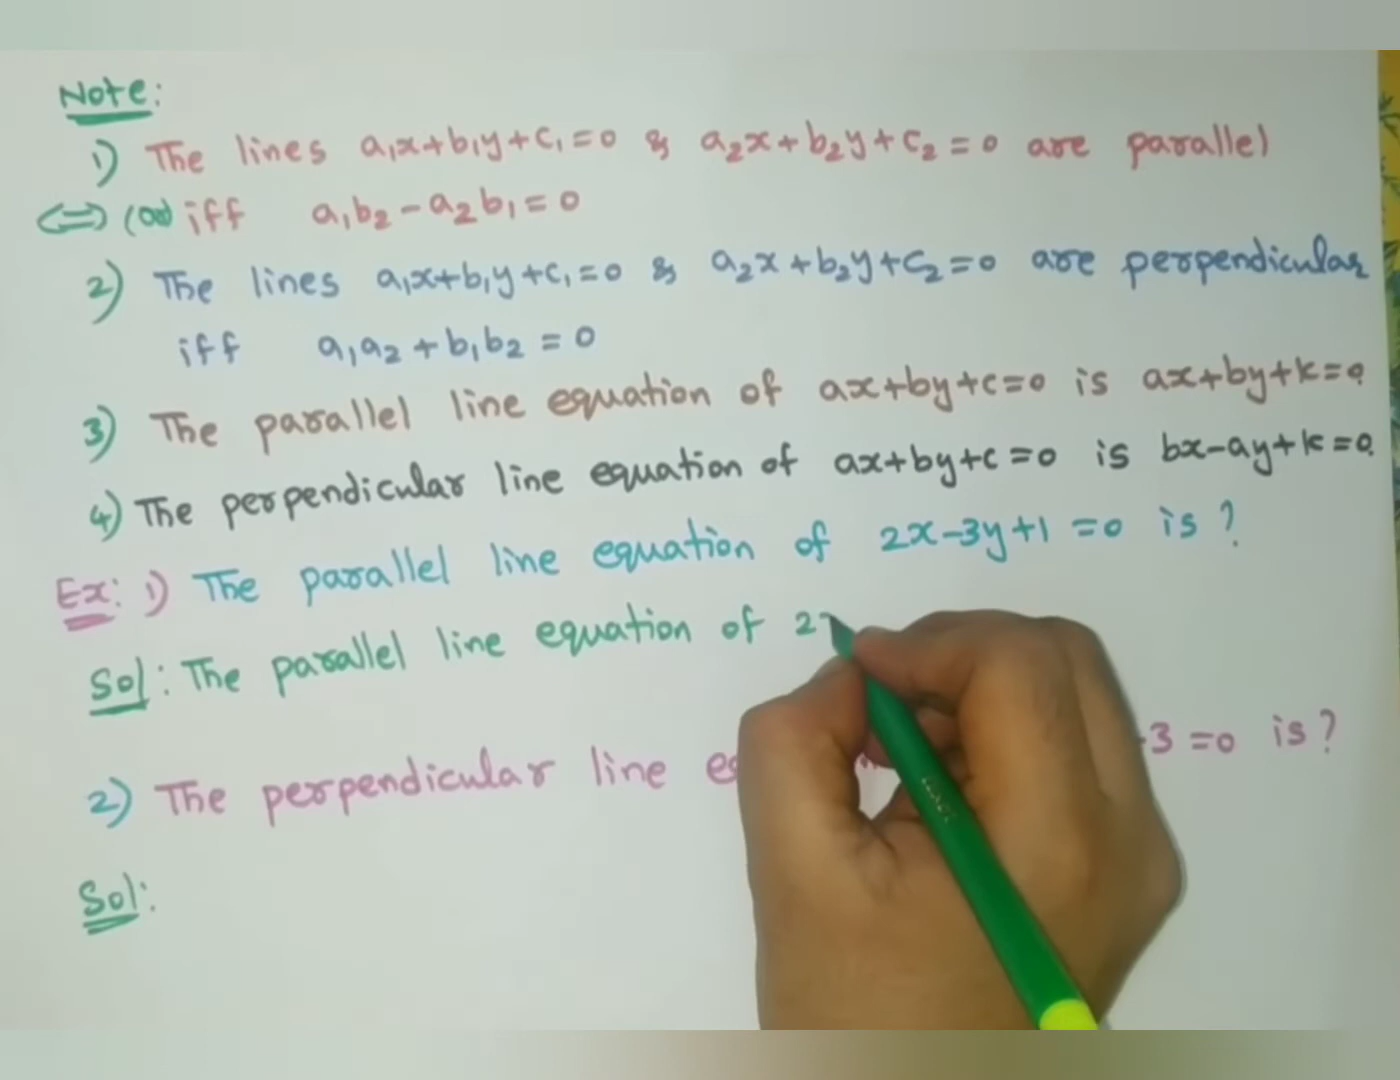 Note:
1) The lines a₁x+b₁y+c₁=0 & a₂x+b₂y+c₂=0 are parallel
⇔ (or) iff a₁b₂-a₂b₁=0
2) The lines a₁x+b₁y+c₁=0 & a₂x+b₂y+c₂=0 are perpendicular
iff a₁a₂+b₁b₂=0
3) The parallel line equation of ax+by+c=0 is ax+by+k=0.
4) The perpendicular line equation of ax+by+c=0 is bx-ay+k=0.
Ex: 1) The parallel line equation of 2x-3y+1=0 is?
Sol: The parallel line equation of 2
2) The perpendicular line 3=0 is?
Sol: